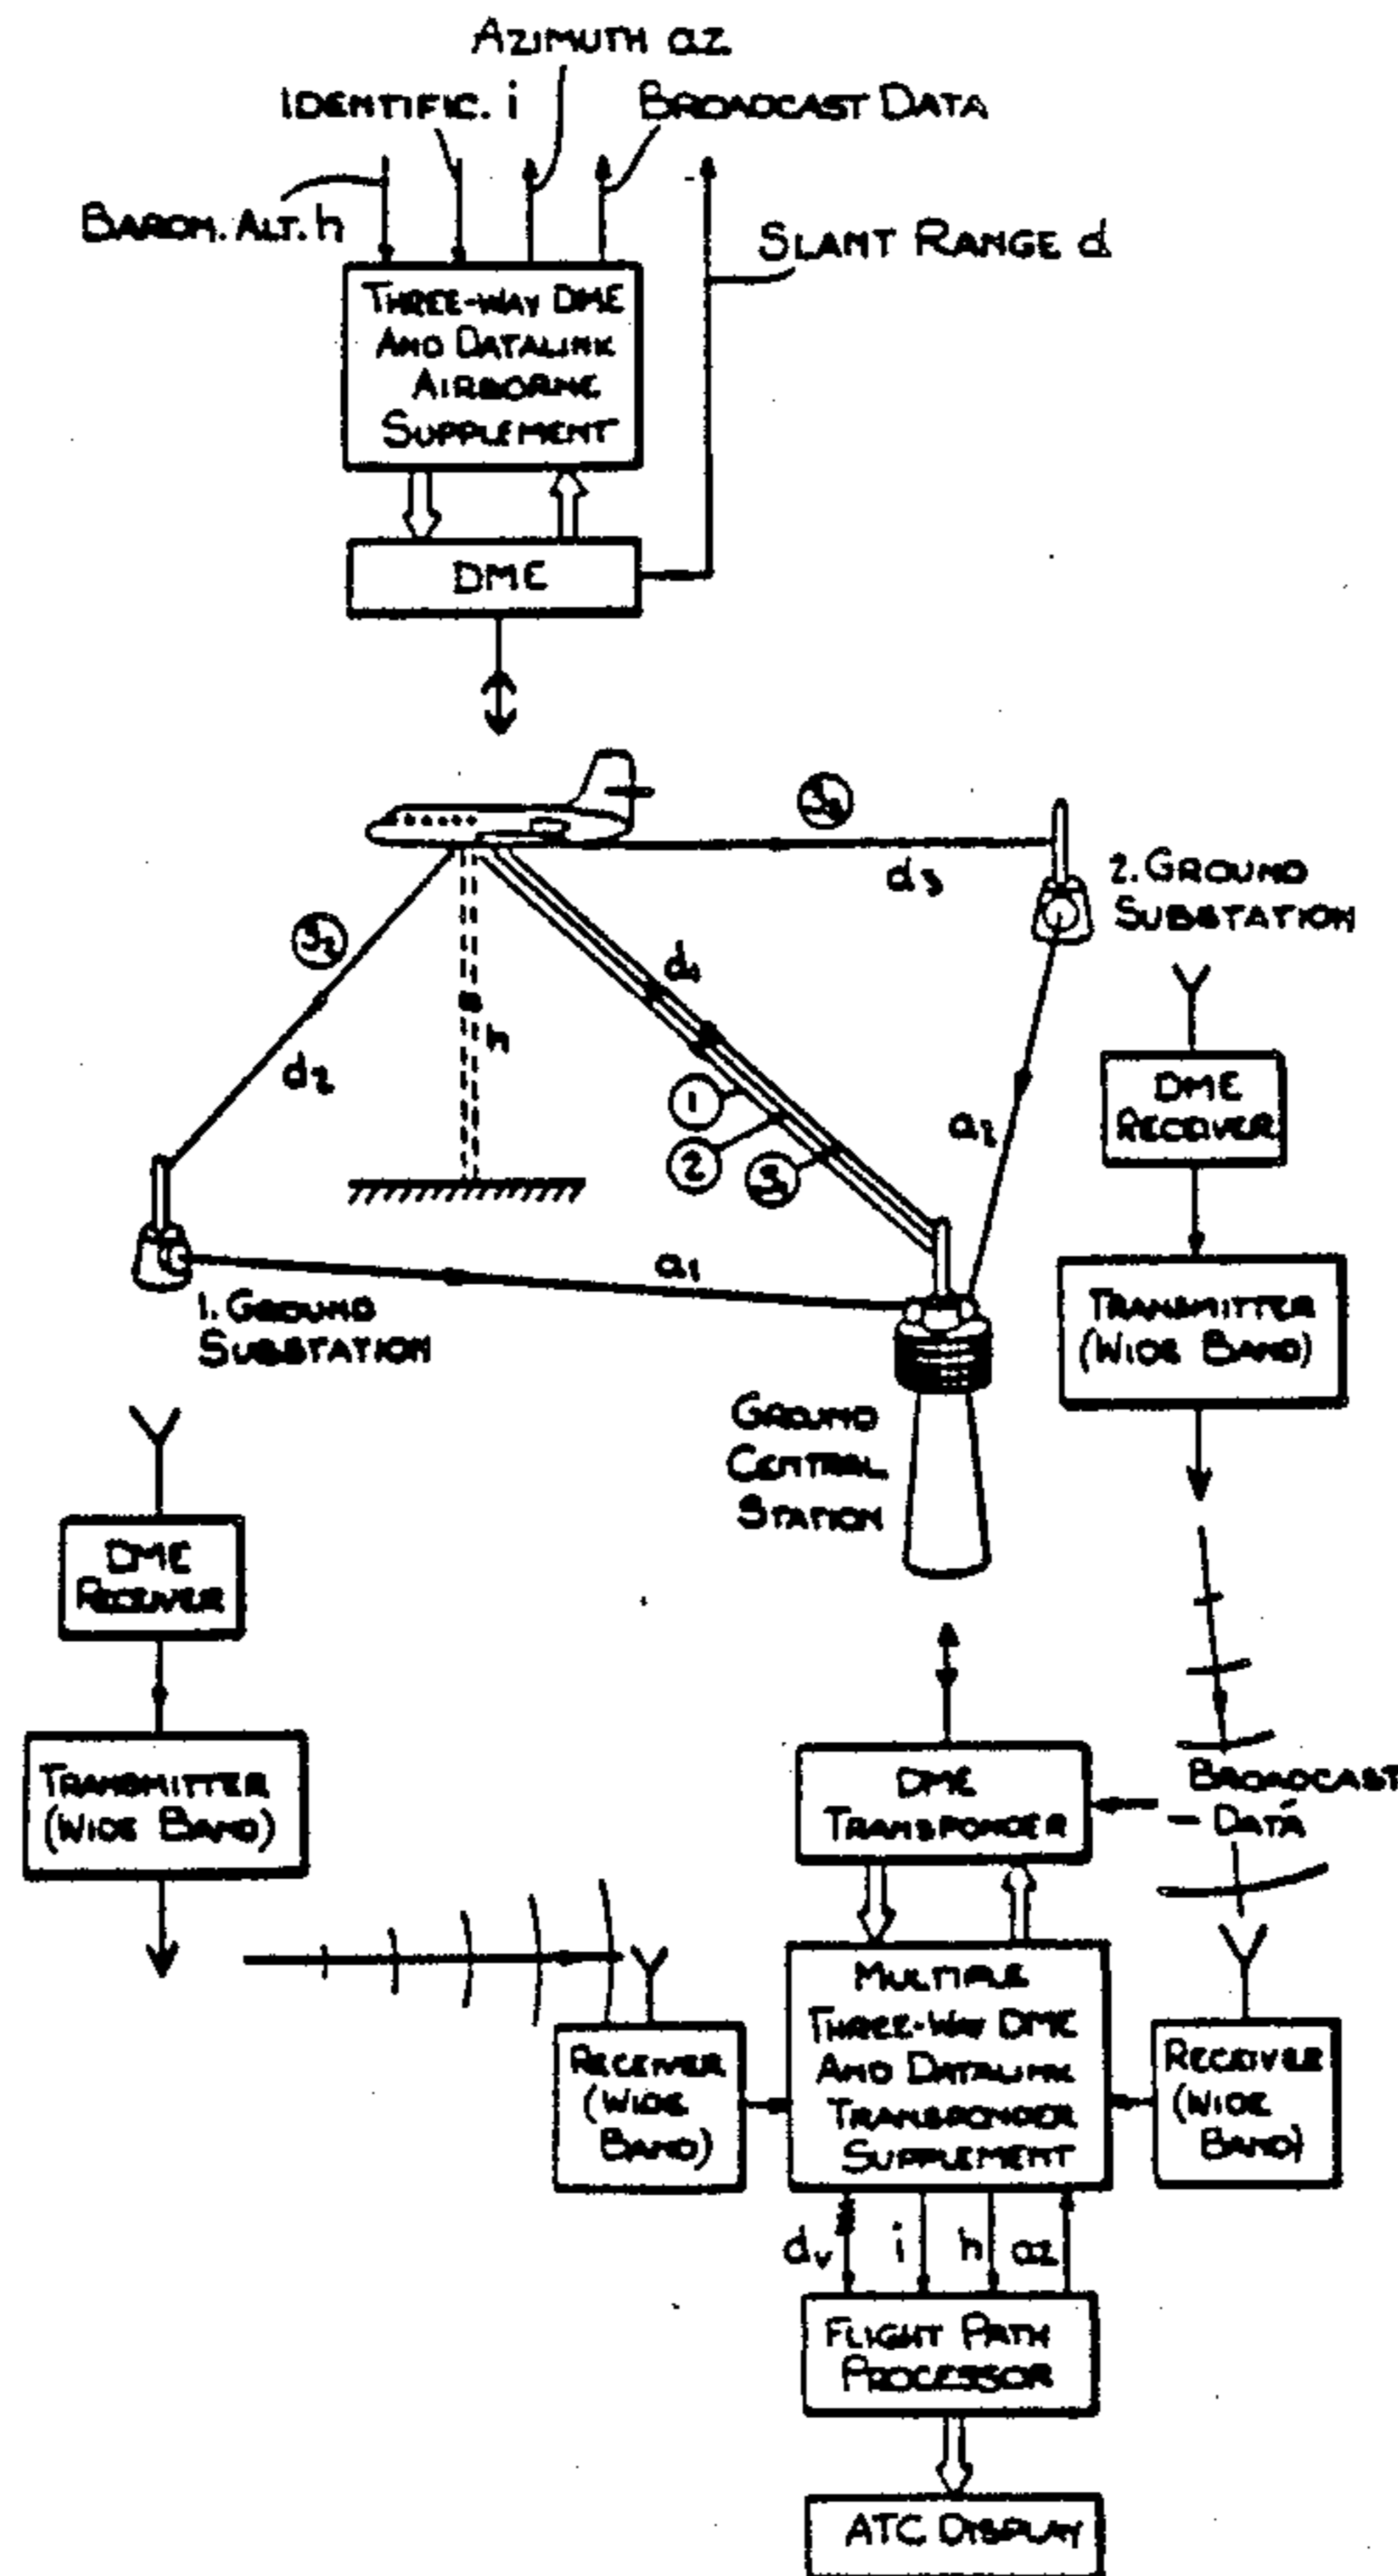 AZIMUTH az
IDENTIFIC. i
BROADCAST DATA
BAROM. ALT. h
SLANT RANGE d
THREE-WAY DME
AND DATALINK
AIRBORNE
SUPPLEMENT
DME
3₃
d₃
2. GROUND
SUBSTATION
3₂
d₁
h
d₂
1
2
3₁
a₂
DME
RECEIVER
a₁
1. GROUND
SUBSTATION
TRANSMITTER
(WIDE BAND)
GROUND
CENTRAL
STATION
DME
RECEIVER
TRANSMITTER
(WIDE BAND)
DME
TRANSPONDER
BROADCAST
DATA
MULTIPLE
THREE-WAY DME
AND DATALINK
TRANSPONDER
SUPPLEMENT
RECEIVER
(WIDE
BAND)
RECEIVER
(WIDE
BAND)
dᵥ i h az
FLIGHT PATH
PROCESSOR
ATC DISPLAY